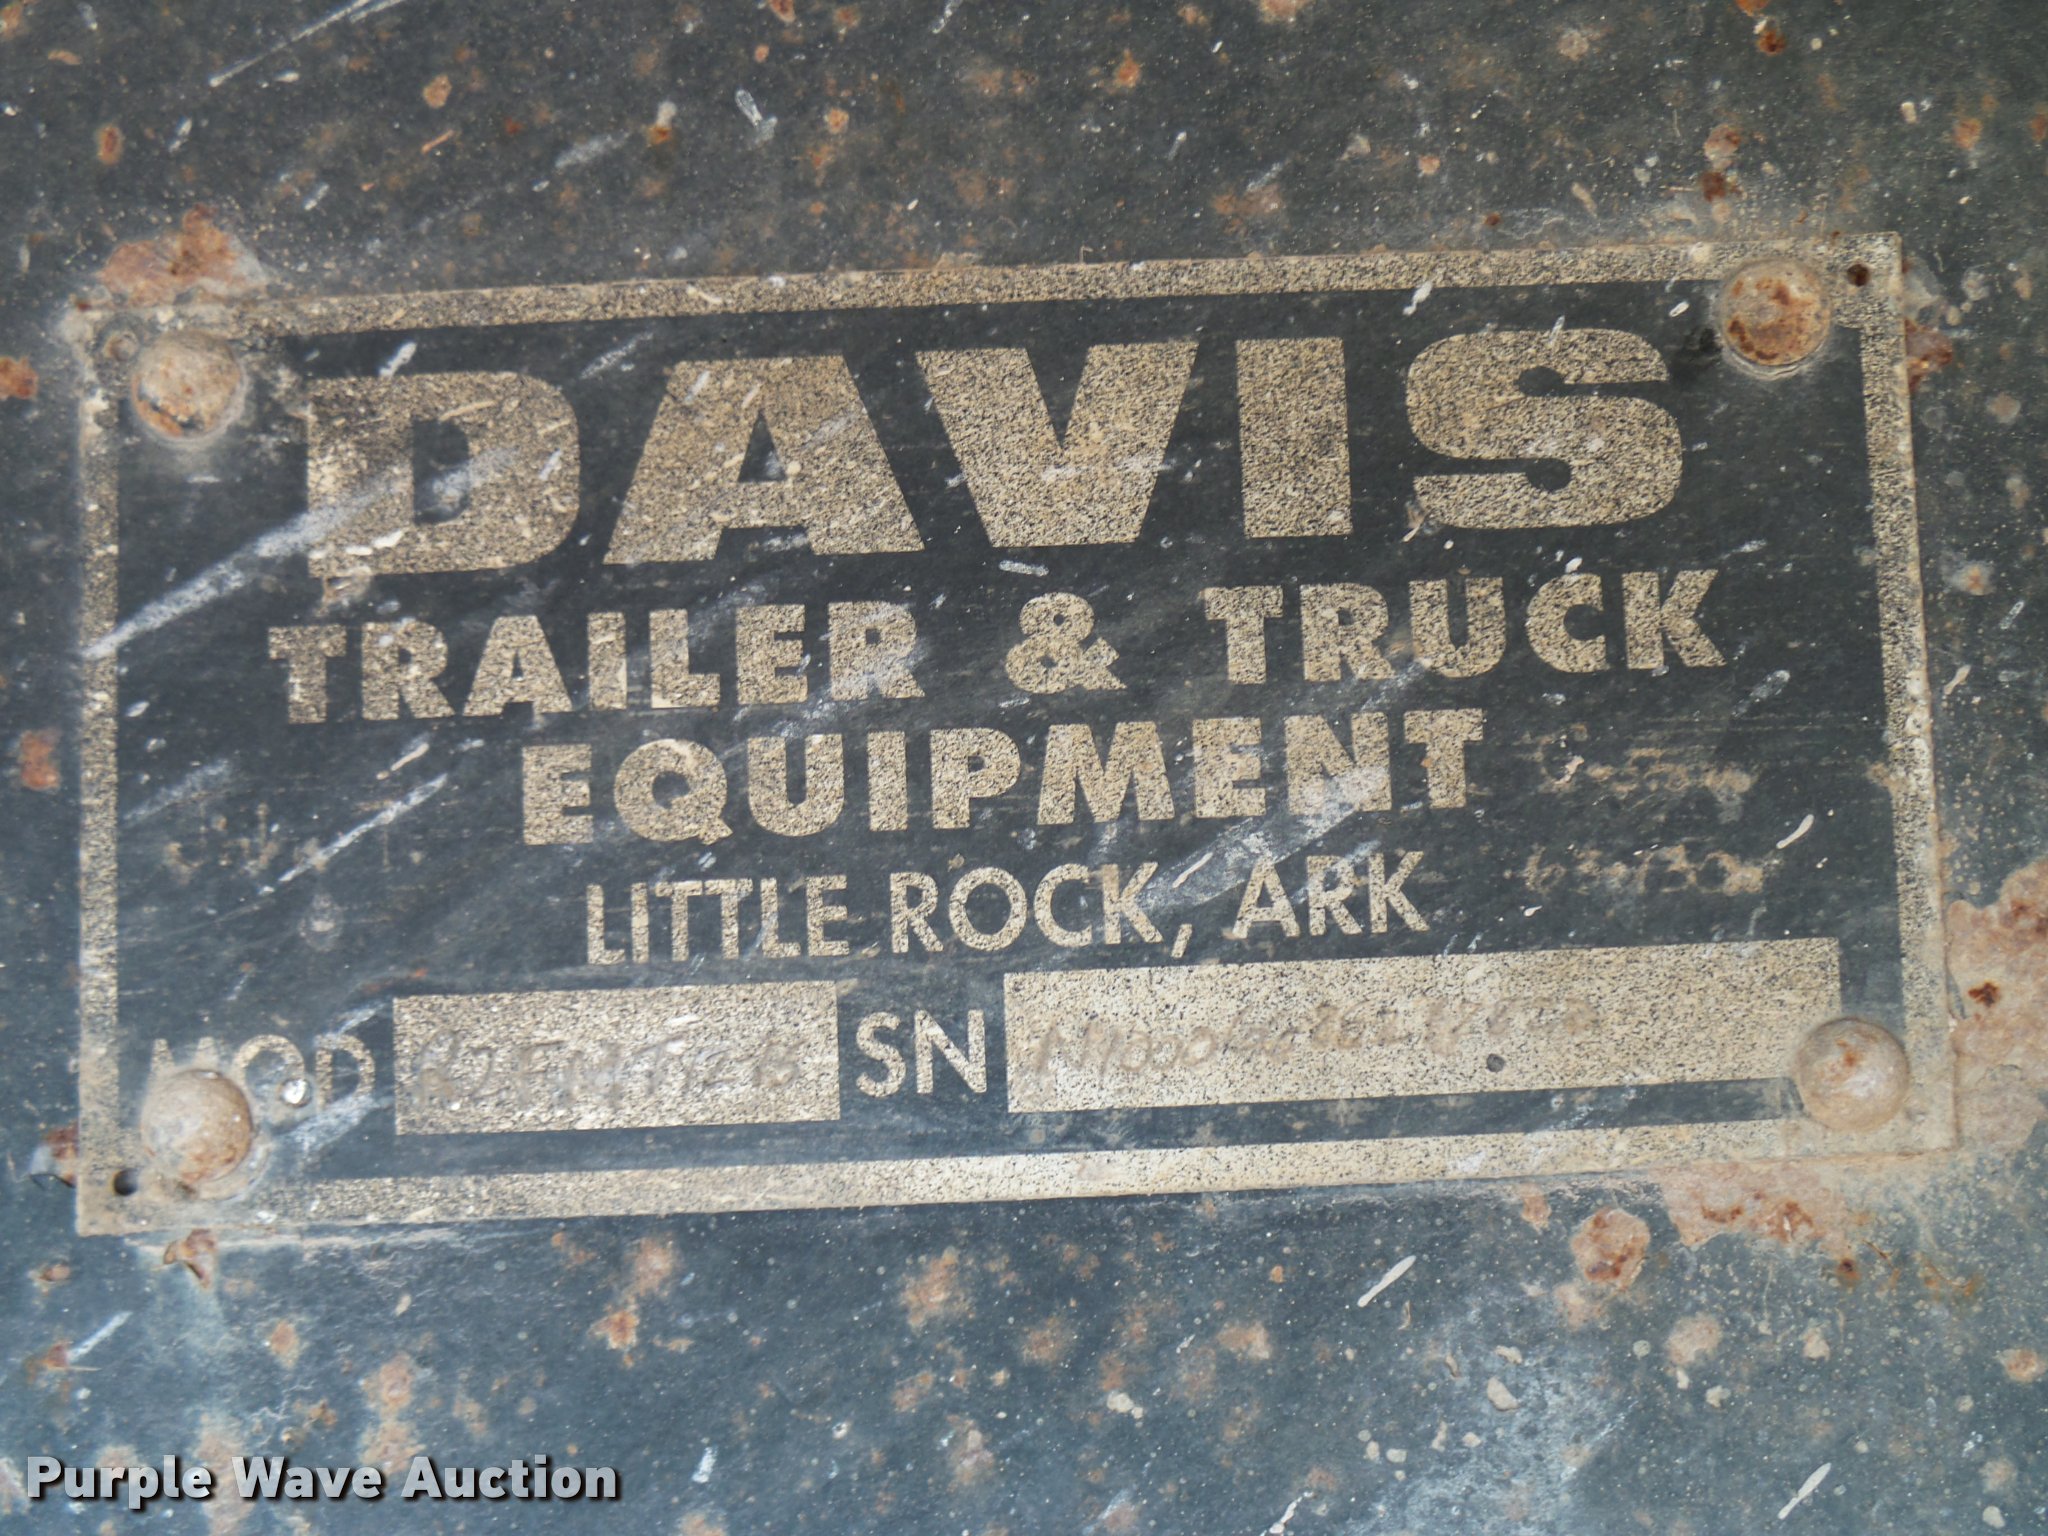 DAVIS
TRAILER & TRUCK
EQUIPMENT
LITTLE ROCK, ARK
MOD SN
Purple Wave Auction